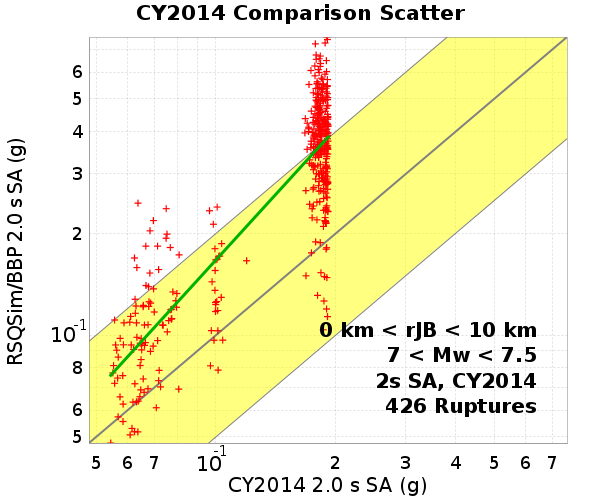 CY2014 Comparison Scatter
RSQSim/BBP 2.0 s SA (g)
6
5
4
3
2
10-1
8
6
5
0 km < rJB < 10 km
7 < Mw < 7.5
2s SA, CY2014
426 Ruptures
5 6 7 10-1 2 3 4 5 6 7
CY2014 2.0 s SA (g)